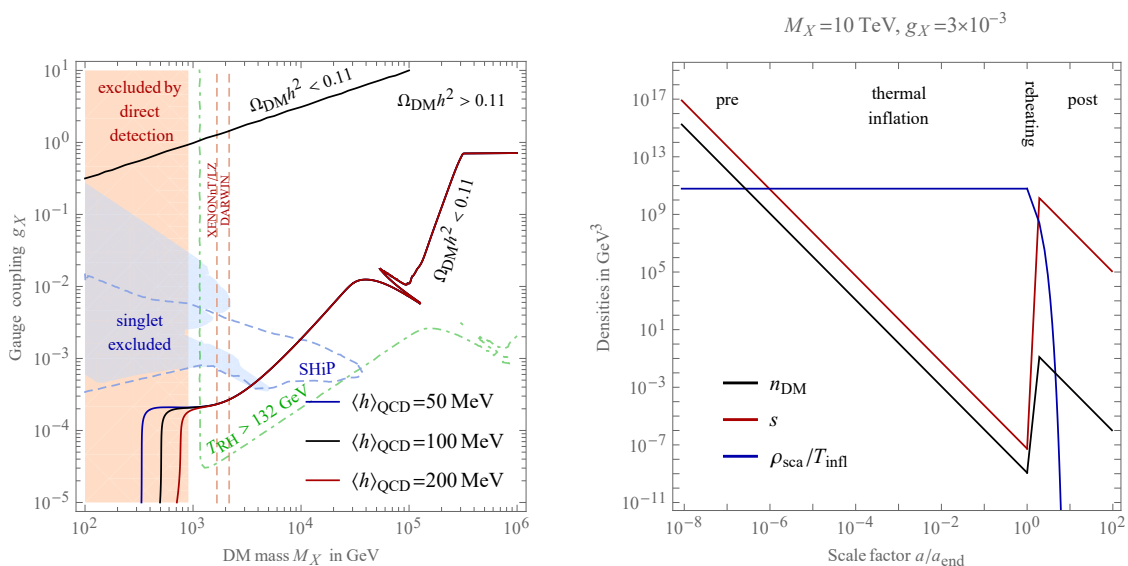 10^1
10^0
10^-1
10^-2
10^-3
10^-4
10^-5
Gauge coupling g_X
excluded by
direct
detection
Ω_DM h^2 < 0.11
Ω_DM h^2 > 0.11
XENONnT/LZ
DARWIN
Ω_DM h^2 < 0.11
singlet
excluded
SHiP
T_RH > 132 GeV
⟨h⟩_QCD=50 MeV
⟨h⟩_QCD=100 MeV
⟨h⟩_QCD=200 MeV
10^2
10^3
10^4
10^5
10^6
DM mass M_X in GeV
M_X=10 TeV, g_X=3×10^-3
10^17
10^13
10^9
10^5
10^1
10^-3
10^-7
10^-11
Densities in GeV^3
pre
thermal
inflation
reheating
post
n_DM
s
ρ_sca/T_infl
10^-8
10^-6
10^-4
10^-2
10^0
10^2
Scale factor a/a_end